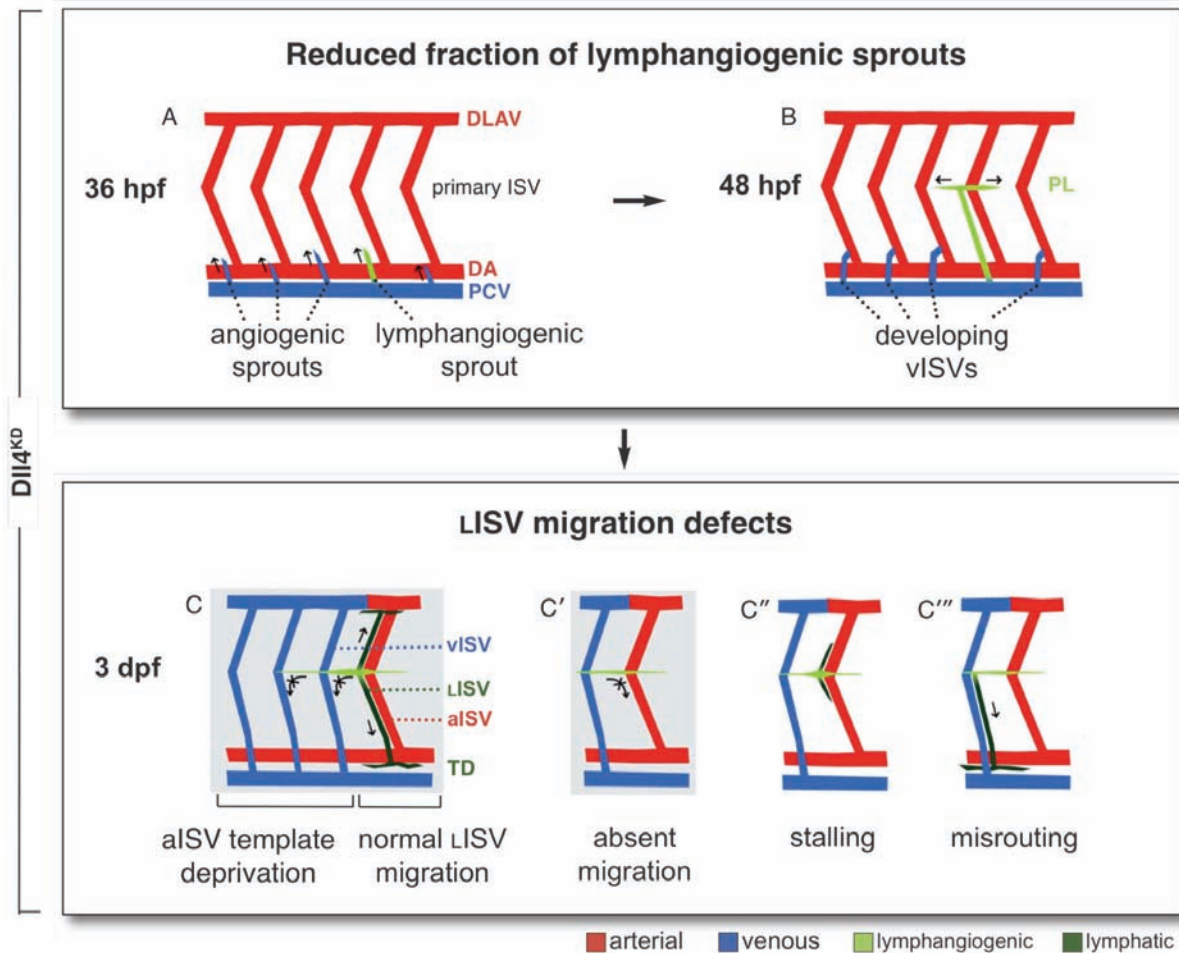 Dll4KD
Reduced fraction of lymphangiogenic sprouts
A
DLAV
36 hpf
primary ISV
DA
PCV
angiogenic
sprouts
lymphangiogenic
sprout
B
48 hpf
PL
developing
vISVs
LISV migration defects
C
3 dpf
vISV
LISV
aISV
TD
aISV template
deprivation
normal LISV
migration
C′
absent
migration
C″
stalling
C‴
misrouting
arterial
venous
lymphangiogenic
lymphatic